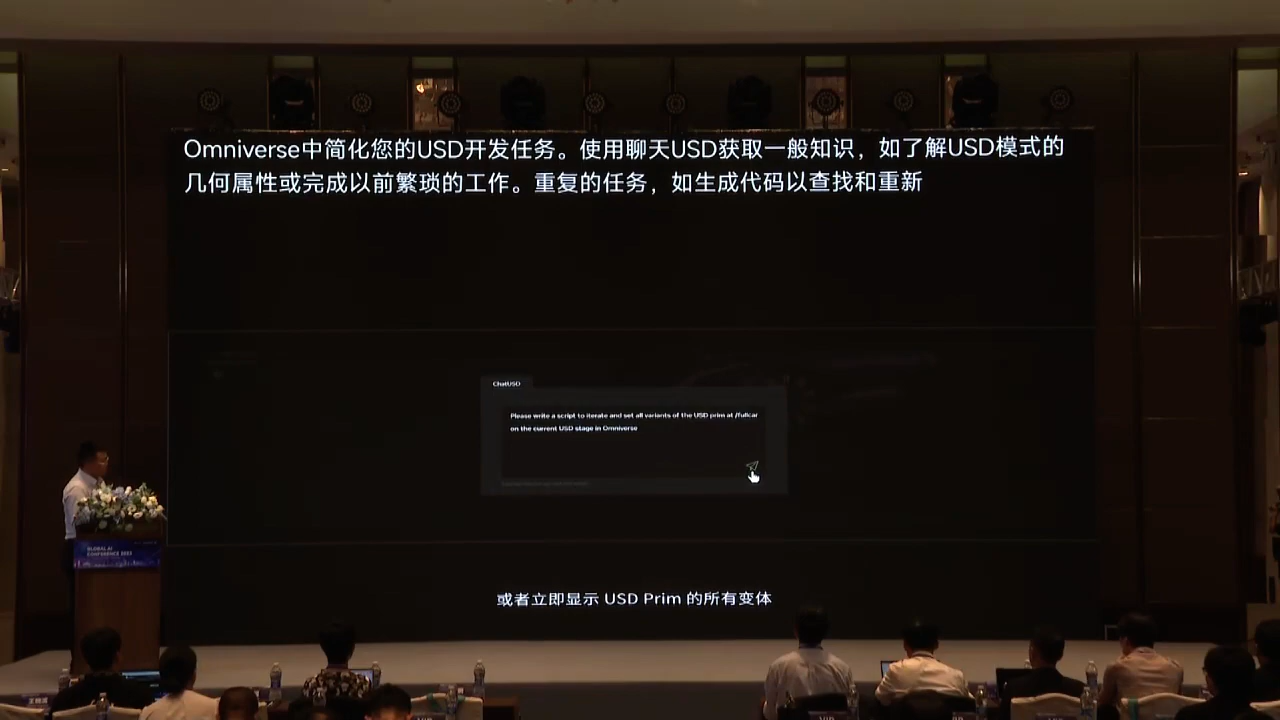 Omniverse中简化您的USD开发任务。使用聊天USD获取一般知识，如了解USD模式的
几何属性或完成以前繁琐的工作。重复的任务，如生成代码以查找和重新
ChatUSD
Please write a script to iterate and set all variants of the USD prim at /fullcar
on the current USD stage in Omniverse
GLOBAL AI
CONFERENCE 2023
或者立即显示 USD Prim 的所有变体